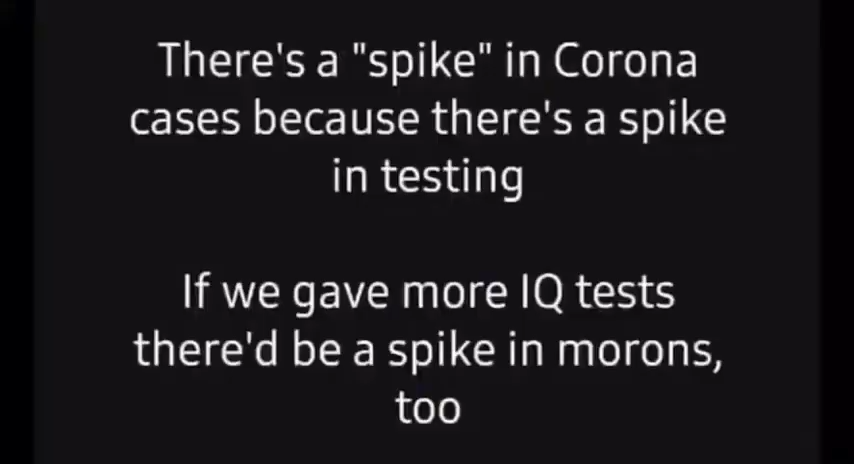 There's a "spike" in Corona
cases because there's a spike
in testing
If we gave more IQ tests
there'd be a spike in morons,
too